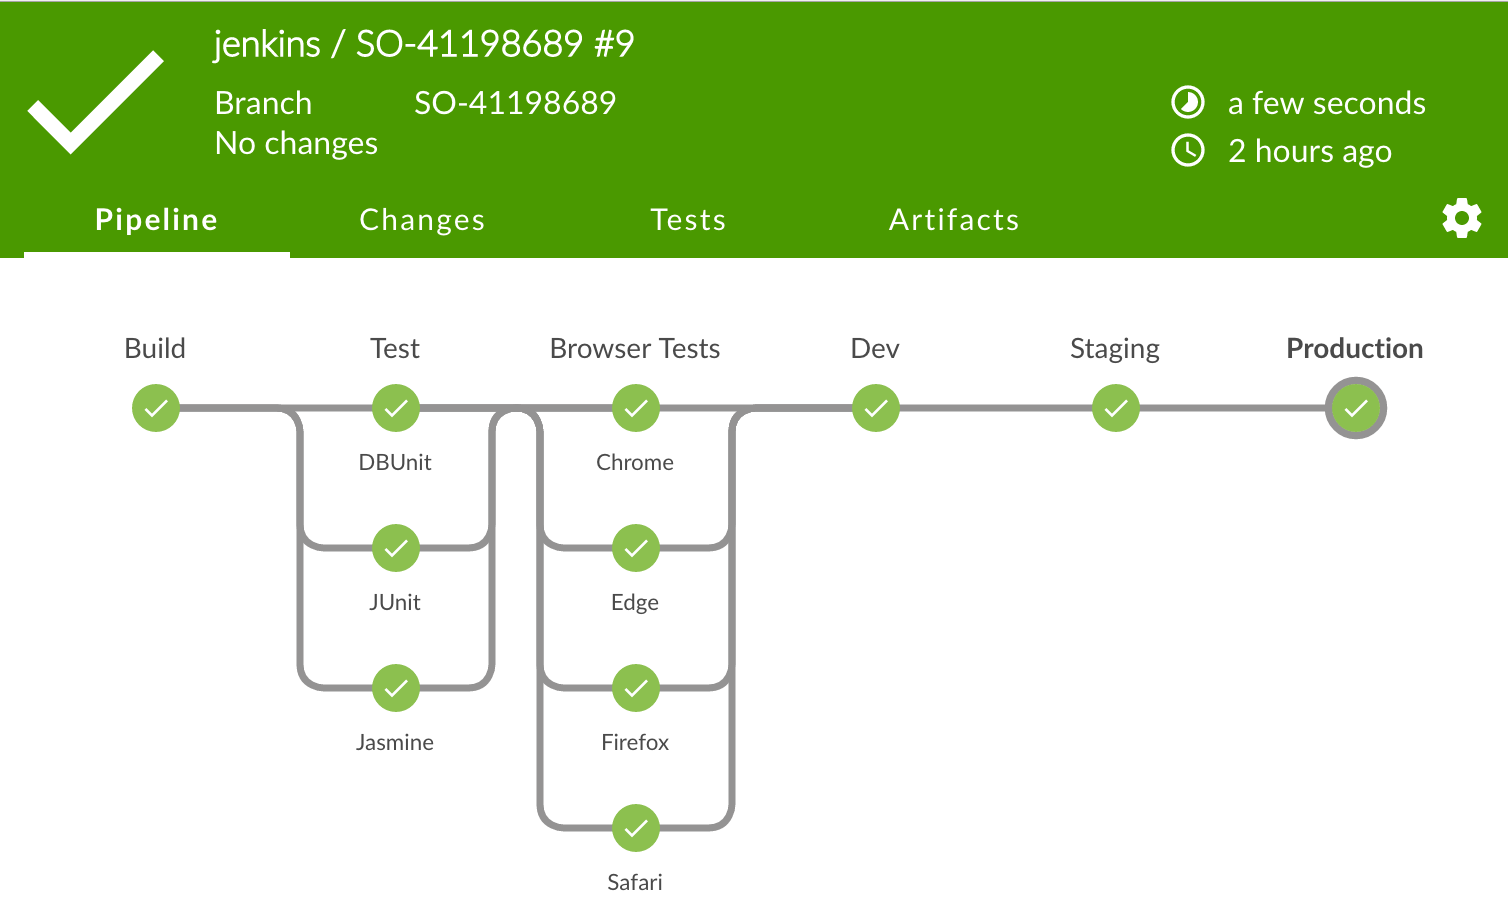 jenkins / SO-41198689 #9
Branch SO-41198689
No changes
a few seconds
2 hours ago
Pipeline Changes Tests Artifacts
Build Test Browser Tests Dev Staging Production
DBUnit Chrome
JUnit Edge
Jasmine Firefox
Safari